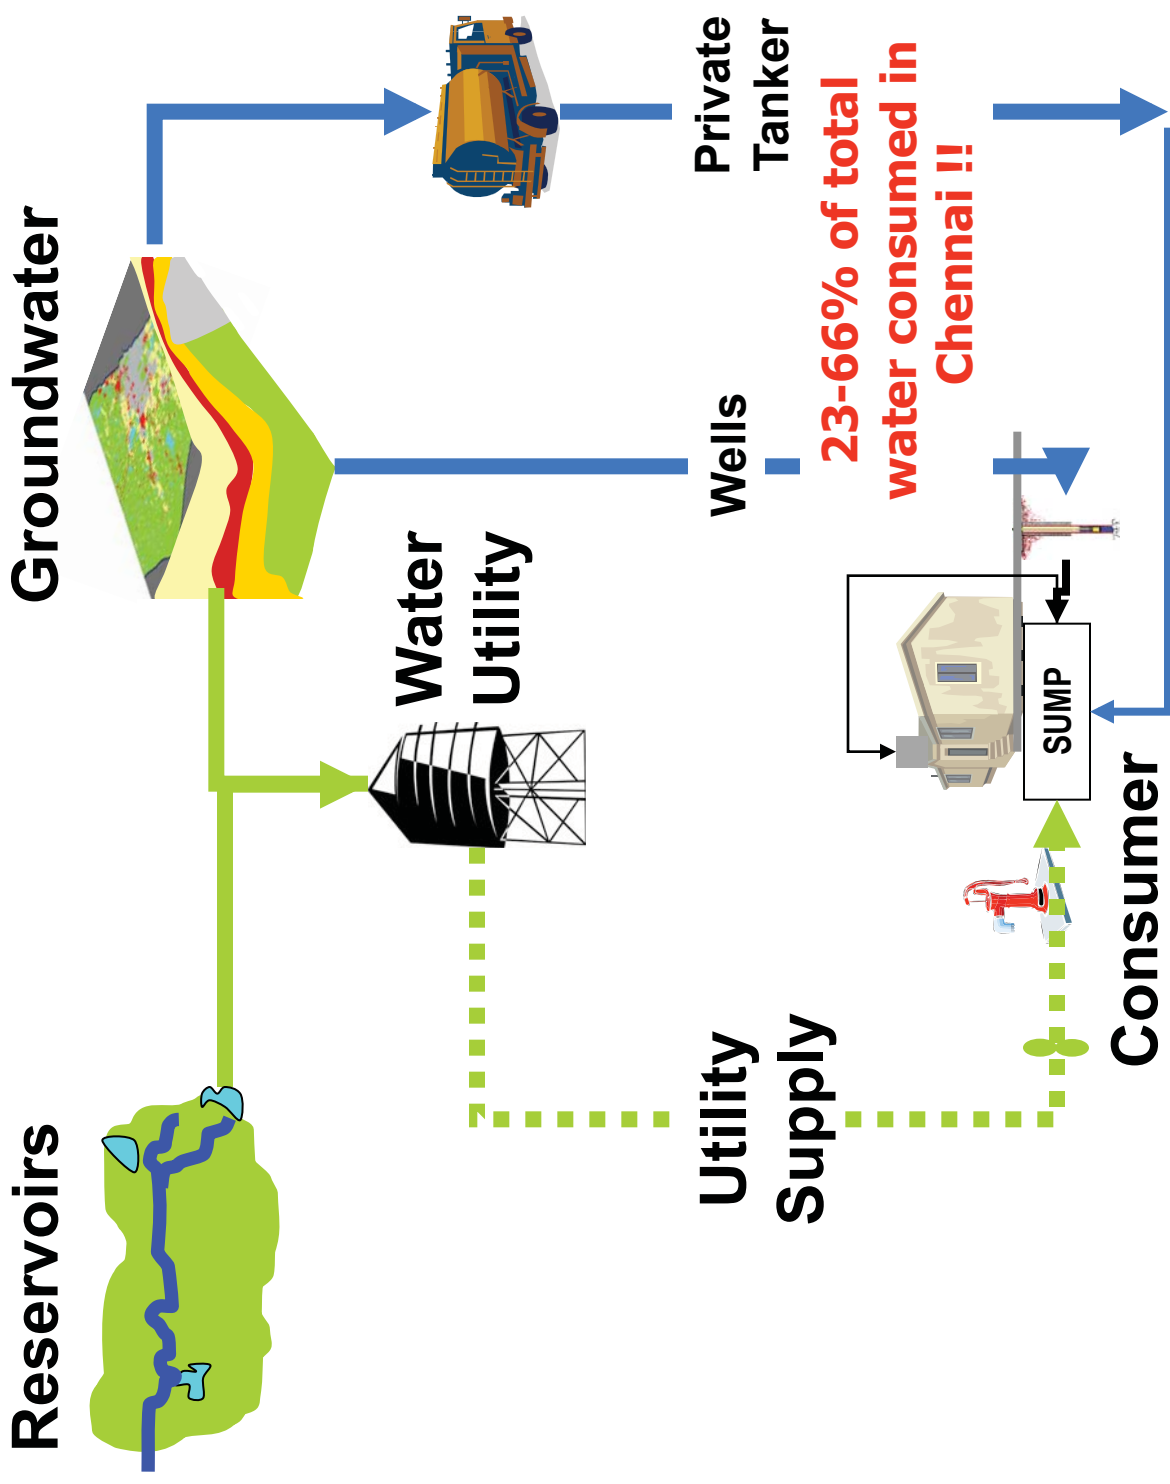 Reservoirs
Groundwater
Water
Utility
Utility
Supply
Wells
Private
Tanker
23-66% of total
water consumed in
Chennai !!
SUMP
Consumer